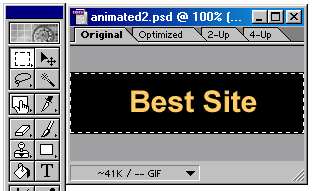 animated2.psd @ 100% (...
Original Optimized 2-Up 4-Up
Best Site
~41K / -- GIF
T